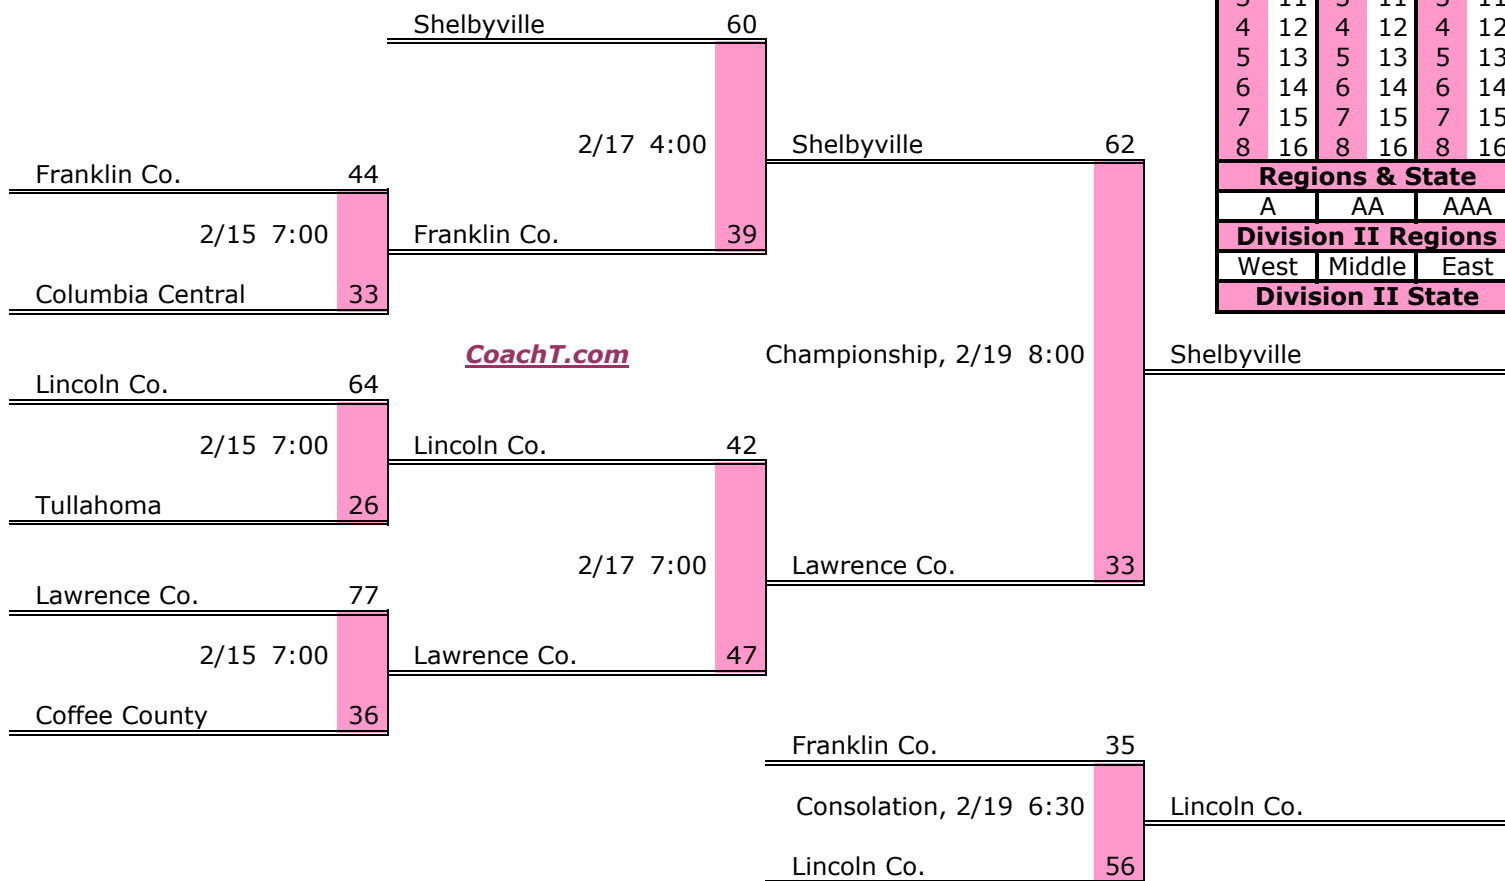 Shelbyville 60
3 11 3 11 3 11
4 12 4 12 4 12
5 13 5 13 5 13
6 14 6 14 6 14
7 15 7 15 7 15
8 16 8 16 8 16
Regions & State
A AA AAA
Division II Regions
West Middle East
Division II State
2/17 4:00
Shelbyville 62
Franklin Co. 44
2/15 7:00
Franklin Co. 39
Columbia Central 33
CoachT.com
Championship, 2/19 8:00
Shelbyville
Lincoln Co. 64
2/15 7:00
Lincoln Co. 42
Tullahoma 26
2/17 7:00
Lawrence Co. 33
Lawrence Co. 77
2/15 7:00
Lawrence Co. 47
Coffee County 36
Franklin Co. 35
Consolation, 2/19 6:30
Lincoln Co.
Lincoln Co. 56